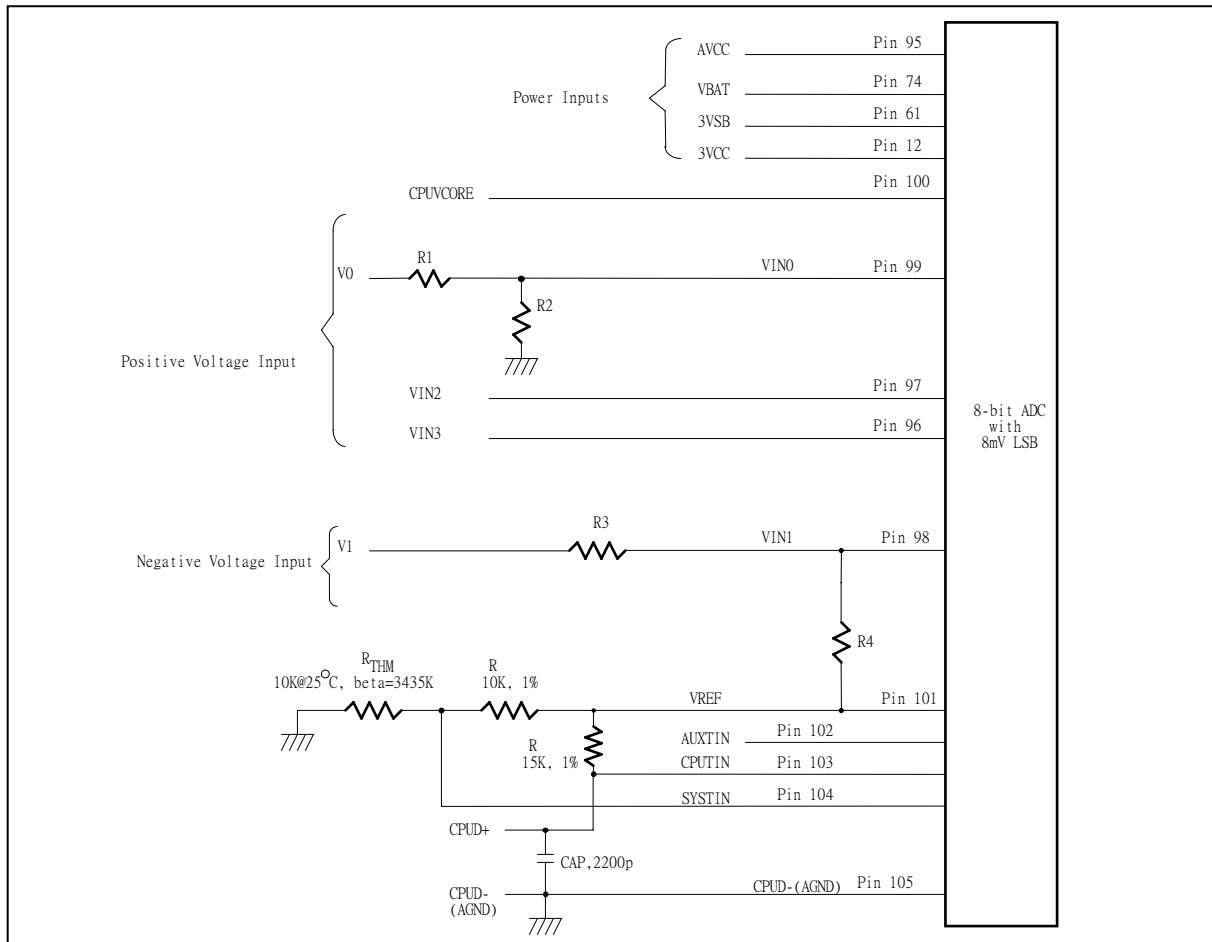 AVCC Pin 95
VBAT Pin 74
Power Inputs
3VSB Pin 61
3VCC Pin 12
Pin 100
CPUVCORE
R1
V0 VIN0 Pin 99
R2
Positive Voltage Input
VIN2 Pin 97
VIN3 Pin 96
8-bit ADC
with
8mV LSB
R3
V1 VIN1 Pin 98
Negative Voltage Input
R4
RTHM
10K@25°C, beta=3435K
R
10K, 1%
VREF Pin 101
AUXTIN Pin 102
R
15K, 1%
CPUTIN Pin 103
SYSTIN Pin 104
CPUD+
CAP,2200p
CPUD-
(AGND)
CPUD-(AGND) Pin 105